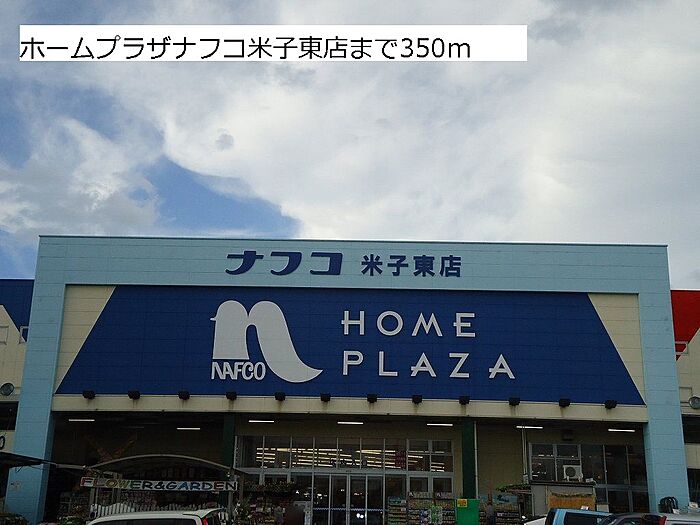 ホームプラザナフコ米子東店まで350m
ナフコ 米子東店
HOME
PLAZA
NAFCO
FLOWER&GARDEN